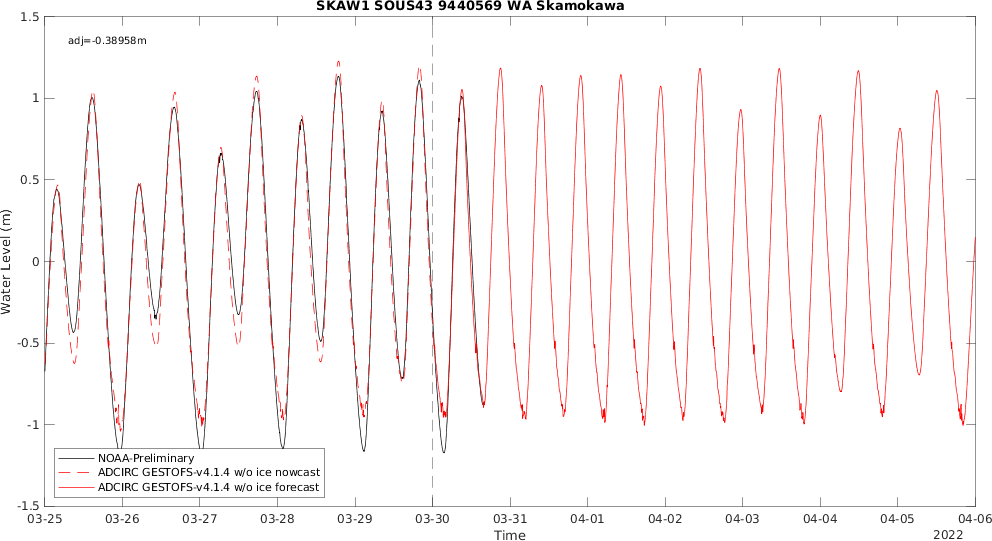 SKAW1 SOUS43 9440569 WA Skamokawa
adj=-0.38958m
1.5
1
0.5
0
-0.5
-1
-1.5
Water Level (m)
NOAA-Preliminary
ADCIRC GESTOFS-v4.1.4 w/o ice nowcast
ADCIRC GESTOFS-v4.1.4 w/o ice forecast
03-25 03-26 03-27 03-28 03-29 03-30 03-31 04-01 04-02 04-03 04-04 04-05 04-06
Time
2022